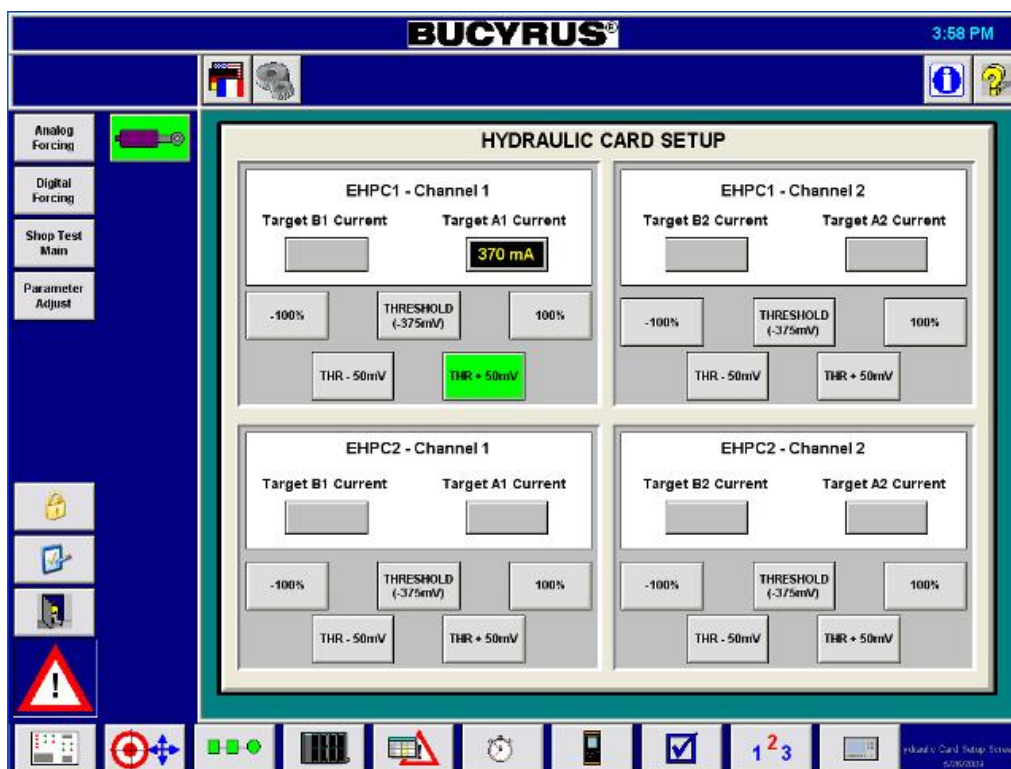 BUCYRUS®
3:58 PM
Analog
Forcing
Digital
Forcing
Shop Test
Main
Parameter
Adjust
HYDRAULIC CARD SETUP
EHPC1 - Channel 1
Target B1 Current
Target A1 Current
370 mA
-100%
THRESHOLD
(-375mV)
100%
THR - 50mV
THR + 50mV
EHPC1 - Channel 2
Target B2 Current
Target A2 Current
-100%
THRESHOLD
(-375mV)
100%
THR - 50mV
THR + 50mV
EHPC2 - Channel 1
Target B1 Current
Target A1 Current
-100%
THRESHOLD
(-375mV)
100%
THR - 50mV
THR + 50mV
EHPC2 - Channel 2
Target B2 Current
Target A2 Current
-100%
THRESHOLD
(-375mV)
100%
THR - 50mV
THR + 50mV
1 2 3
ydraulic Card Setup Scree